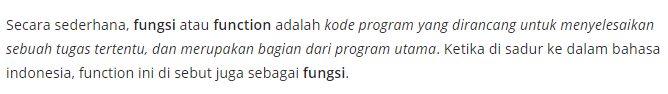 Secara sederhana, fungsi atau function adalah kode program yang dirancang untuk menyelesaikan
sebuah tugas tertentu, dan merupakan bagian dari program utama. Ketika di sadur ke dalam bahasa
indonesia, function ini di sebut juga sebagai fungsi.